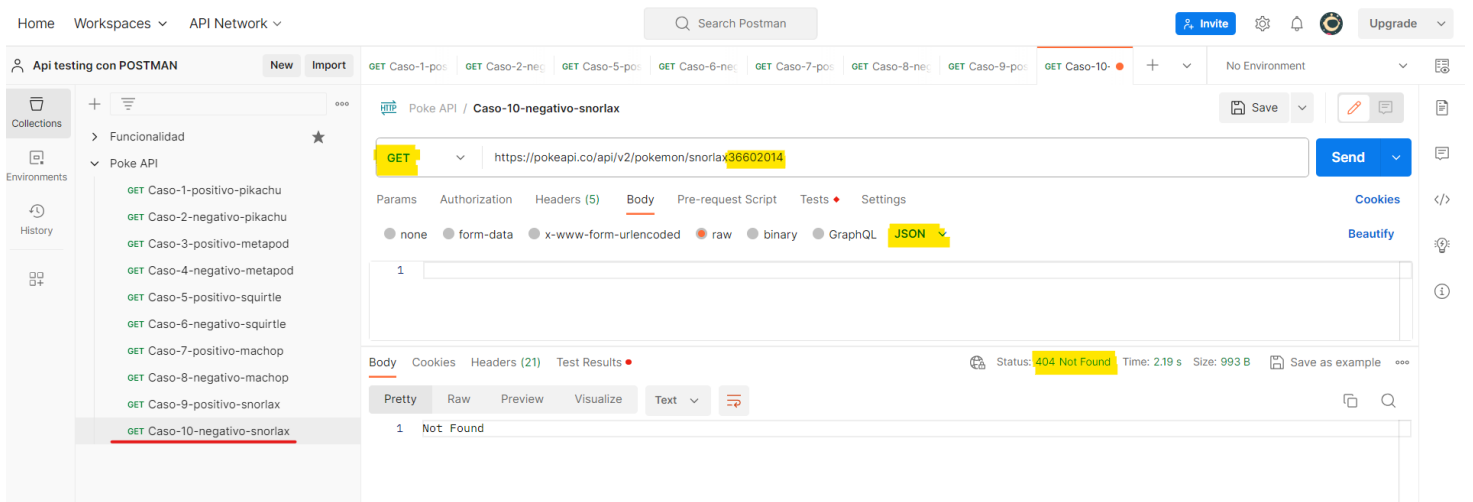 Home Workspaces API Network Search Postman Invite Upgrade
Api testing con POSTMAN New Import
GET Caso-1-pos GET Caso-2-neg GET Caso-5-pos GET Caso-6-neg GET Caso-7-pos GET Caso-8-neg GET Caso-9-pos GET Caso-10- No Environment
Collections
Environments
History
Funcionalidad
Poke API
GET Caso-1-positivo-pikachu
GET Caso-2-negativo-pikachu
GET Caso-3-positivo-metapod
GET Caso-4-negativo-metapod
GET Caso-5-positivo-squirtle
GET Caso-6-negativo-squirtle
GET Caso-7-positivo-machop
GET Caso-8-negativo-machop
GET Caso-9-positivo-snorlax
GET Caso-10-negativo-snorlax
HTTP Poke API / Caso-10-negativo-snorlax Save
GET https://pokeapi.co/api/v2/pokemon/snorlax36602014 Send
Params Authorization Headers (5) Body Pre-request Script Tests Settings Cookies
none form-data x-www-form-urlencoded raw binary GraphQL JSON Beautify
1
Body Cookies Headers (21) Test Results Status: 404 Not Found Time: 2.19 s Size: 993 B Save as example
Pretty Raw Preview Visualize Text
1 Not Found